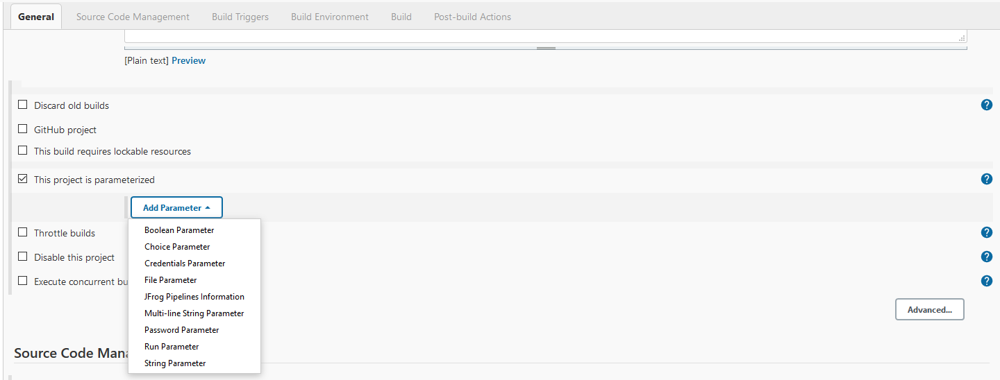 General Source Code Management Build Triggers Build Environment Build Post-build Actions
[Plain text] Preview
Discard old builds ?
GitHub project
This build requires lockable resources
This project is parameterized ?
Add Parameter
Boolean Parameter
Throttle builds ?
Choice Parameter
Disable this project ?
Credentials Parameter
File Parameter
Execute concurrent bu ?
JFrog Pipelines Information
Multi-line String Parameter
Advanced...
Password Parameter
Run Parameter
Source Code Man
String Parameter